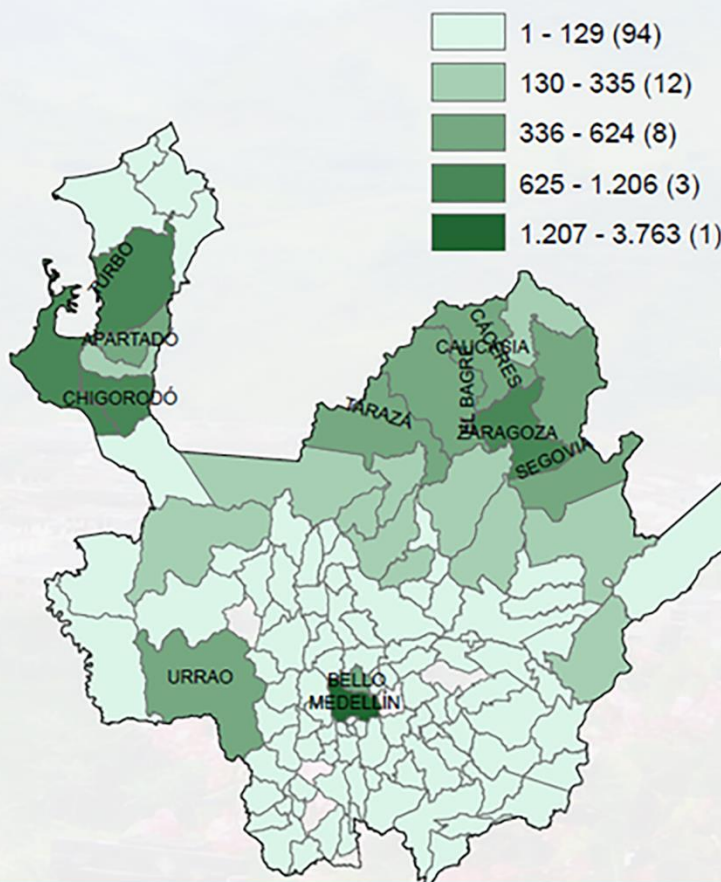 1 - 129 (94)
130 - 335 (12)
336 - 624 (8)
625 - 1.206 (3)
1.207 - 3.763 (1)
TURBO
APARTADÓ
CHIGORODÓ
CÁCERES
CAUCASIA
EL BAGRE
TARAZÁ
ZARAGOZA
SEGOVIA
URRAO
BELLO
MEDELLÍN